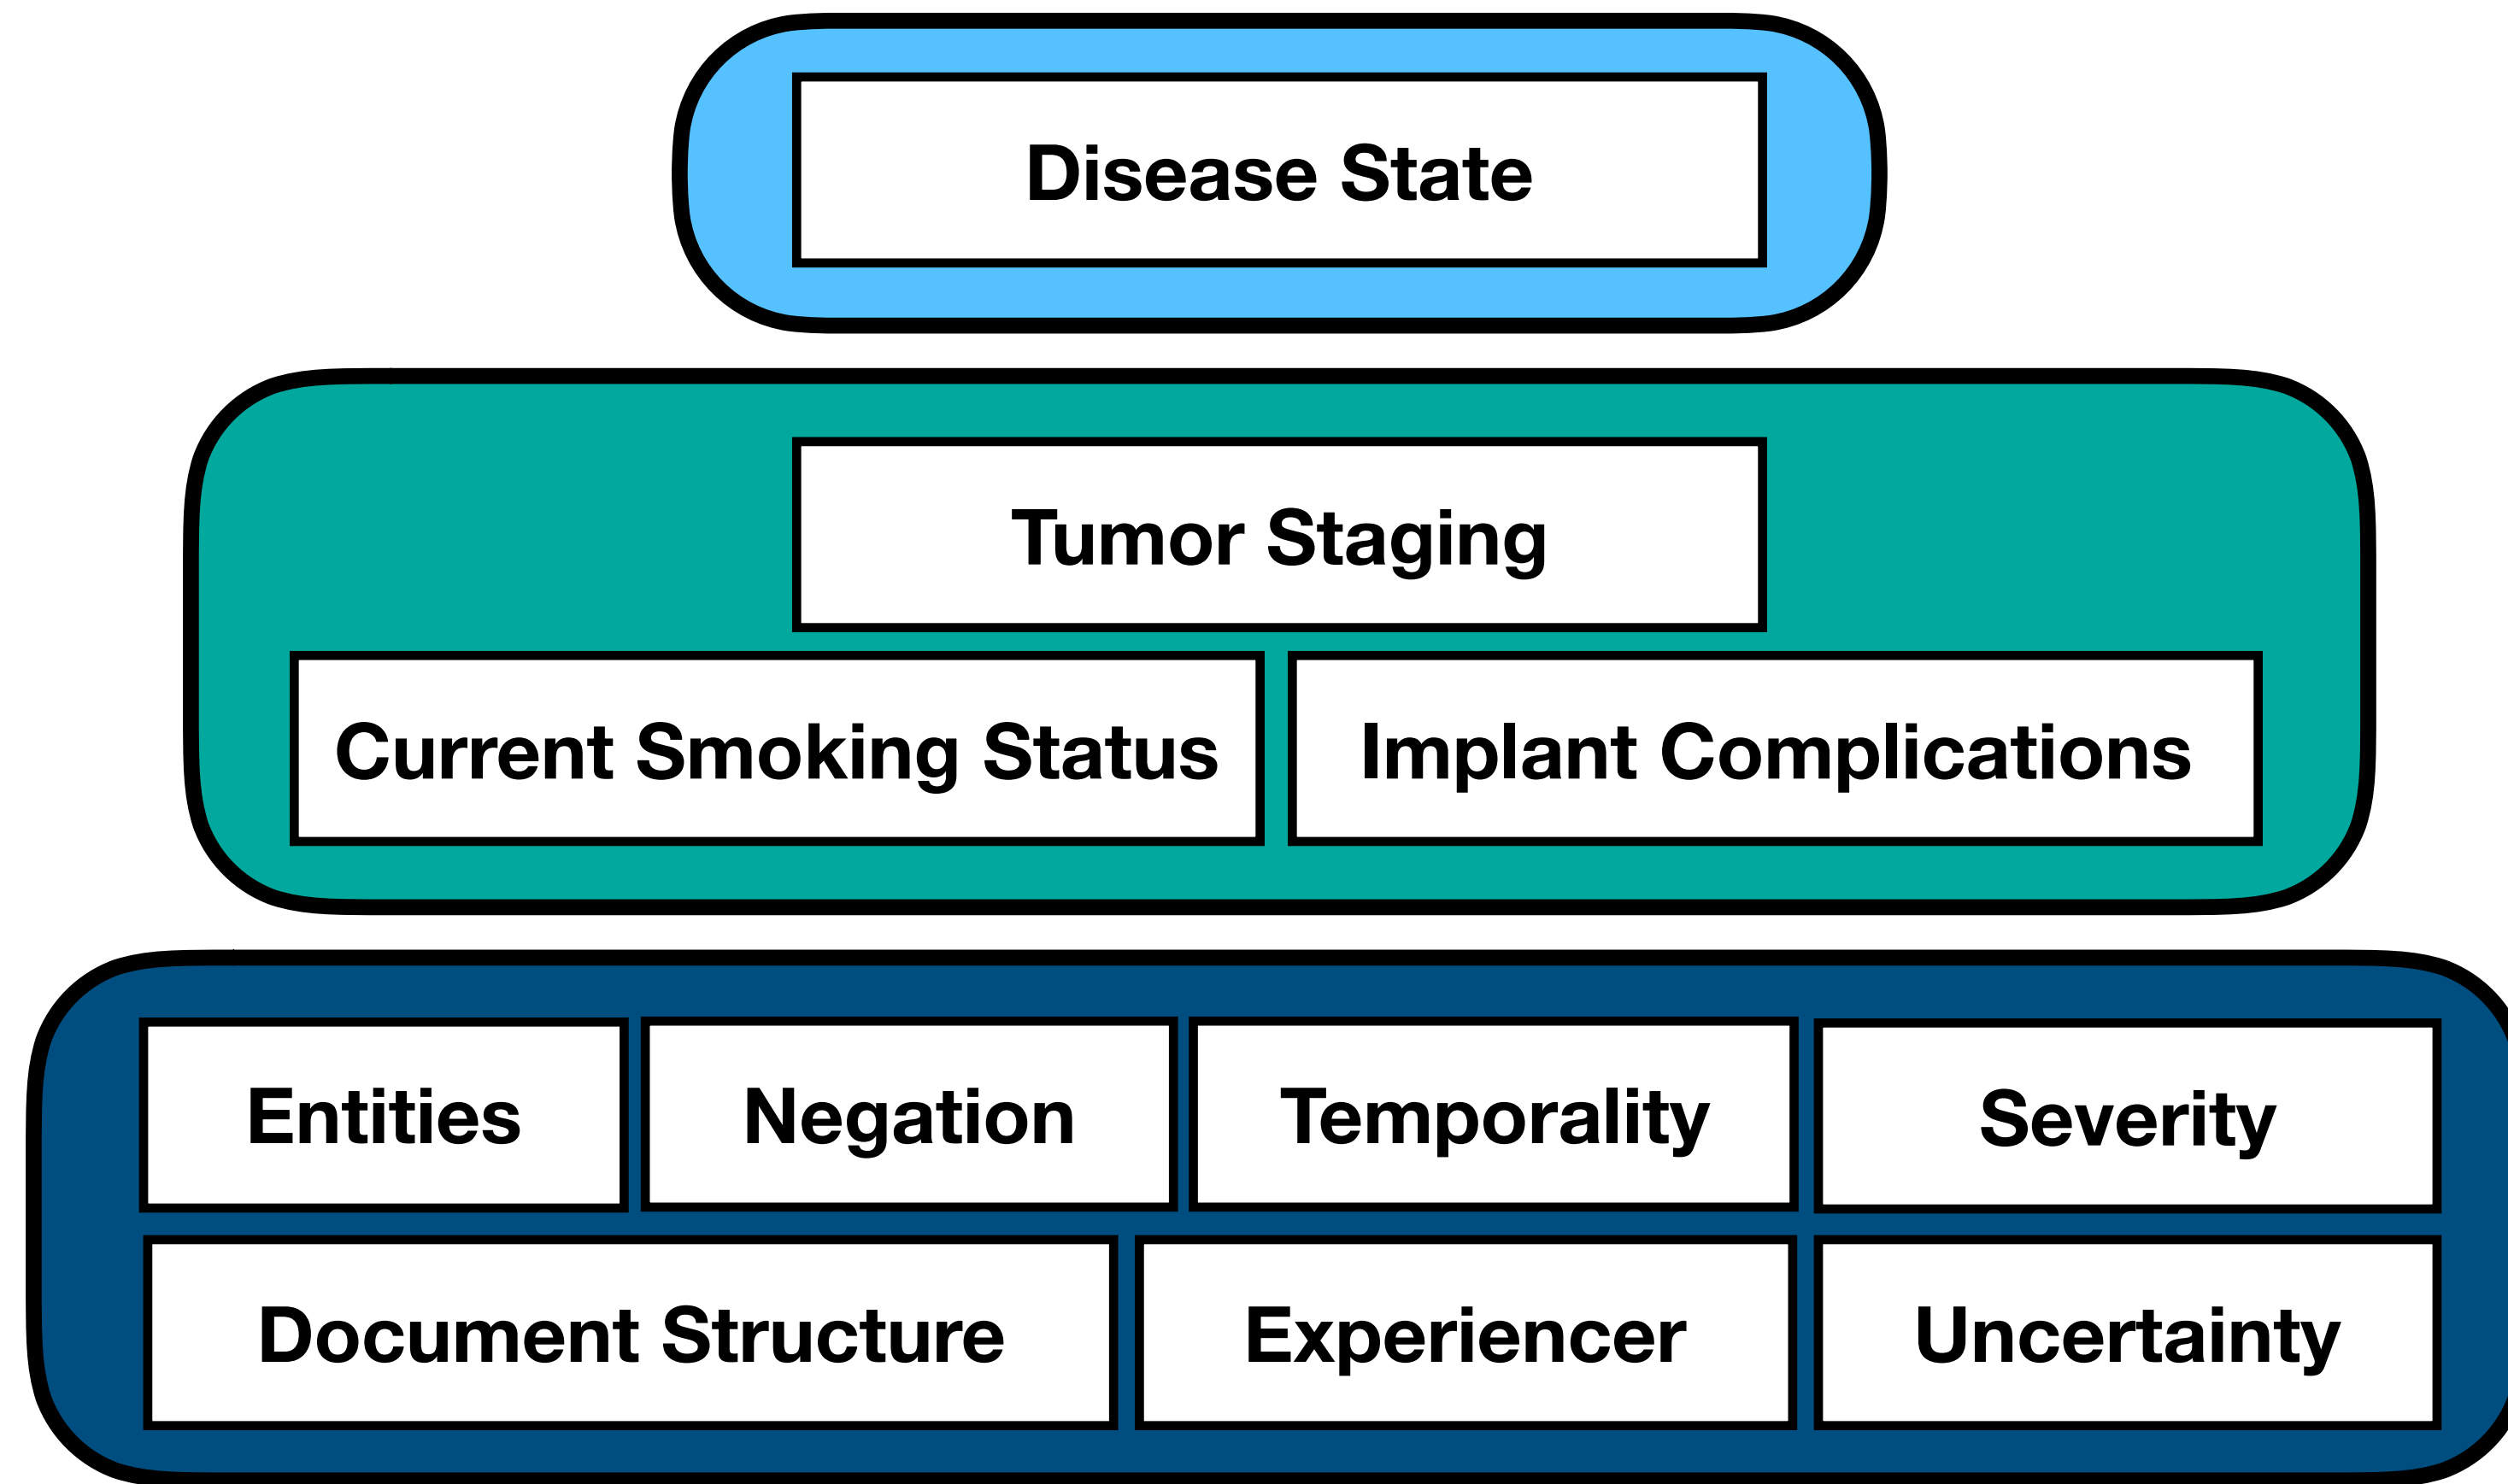 Disease State
Tumor Staging
Current Smoking Status
Implant Complications
Entities
Negation
Temporality
Severity
Document Structure
Experiencer
Uncertainty